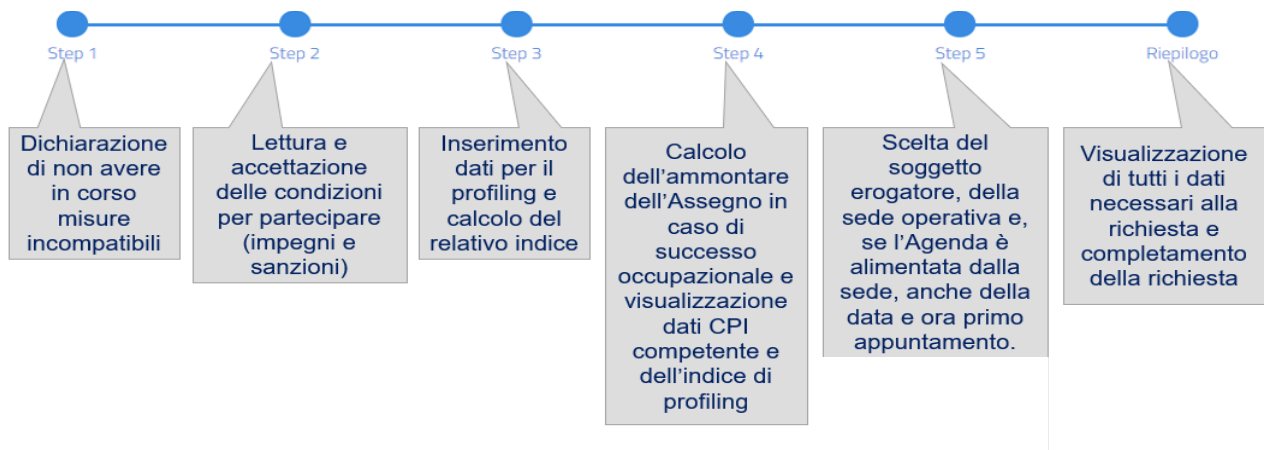 Step 1
Step 2
Step 3
Step 4
Step 5
Riepilogo
Dichiarazione
di non avere
in corso
misure
incompatibili
Lettura e
accettazione
delle condizioni
per partecipare
(impegni e
sanzioni)
Inserimento
dati per il
profiling e
calcolo del
relativo indice
Calcolo
dell’ammontare
dell’Assegno in
caso di
successo
occupazionale e
visualizzazione
dati CPI
competente e
dell’indice di
profiling
Scelta del
soggetto
erogatore, della
sede operativa e,
se l’Agenda è
alimentata dalla
sede, anche della
data e ora primo
appuntamento.
Visualizzazione
di tutti i dati
necessari alla
richiesta e
completamento
della richiesta